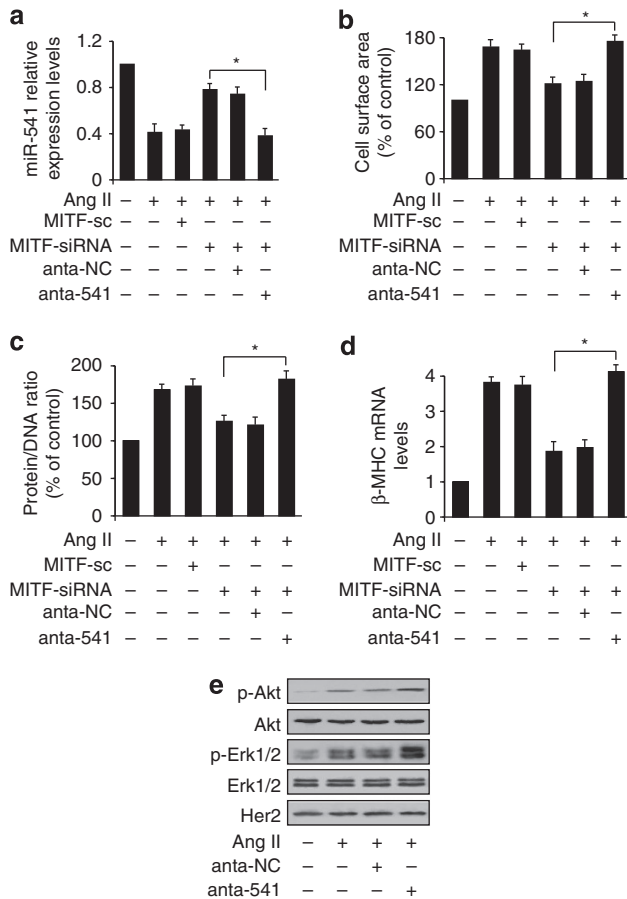 a
miR-541 relative
expression levels
1.2
0.8
0.4
0
*
Ang II – + + + + +
MITF-sc – – + – – –
MITF-siRNA – – – + + +
anta-NC – – – – + –
anta-541 – – – – – +
b
Cell surface area
(% of control)
180
120
60
0
*
Ang II – + + + + +
MITF-sc – – + – – –
MITF-siRNA – – – + + +
anta-NC – – – – + –
anta-541 – – – – – +
c
Protein/DNA ratio
(% of control)
200
150
100
50
0
*
Ang II – + + + + +
MITF-sc – – + – – –
MITF-siRNA – – – + + +
anta-NC – – – – + –
anta-541 – – – – – +
d
β-MHC mRNA
levels
4
3
2
1
0
*
Ang II – + + + + +
MITF-sc – – + – – –
MITF-siRNA – – – + + +
anta-NC – – – – + –
anta-541 – – – – – +
e
p-Akt
Akt
p-Erk1/2
Erk1/2
Her2
Ang II – + + +
anta-NC – – + –
anta-541 – – – +